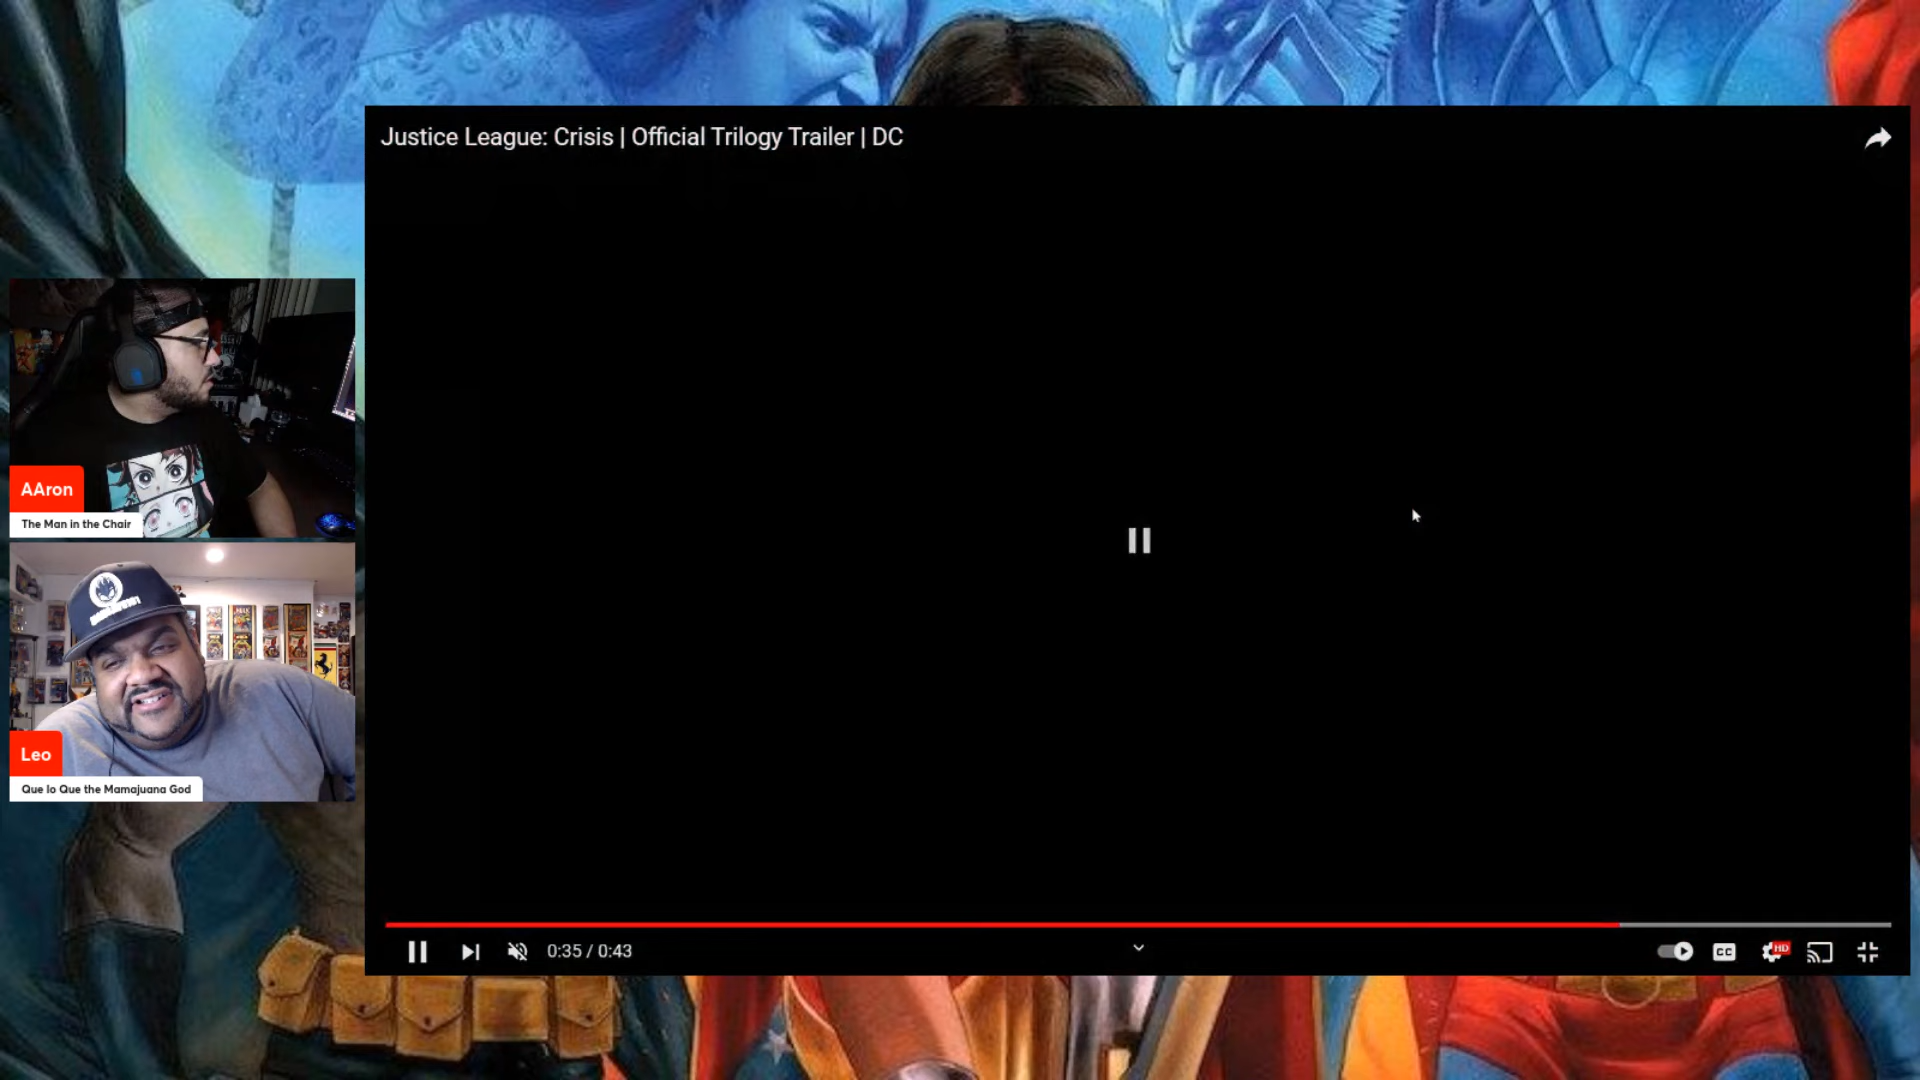 Justice League: Crisis | Official Trilogy Trailer | DC
AAron
The Man in the Chair
Leo
Que lo Que the Mamajuana God
0:35 / 0:43
CC
HD